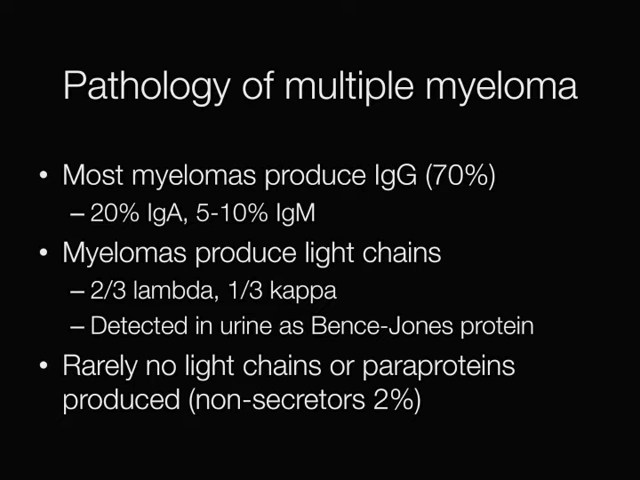 Pathology of multiple myeloma
• Most myelomas produce IgG (70%)
– 20% IgA, 5-10% IgM
• Myelomas produce light chains
– 2/3 lambda, 1/3 kappa
– Detected in urine as Bence-Jones protein
• Rarely no light chains or paraproteins
produced (non-secretors 2%)